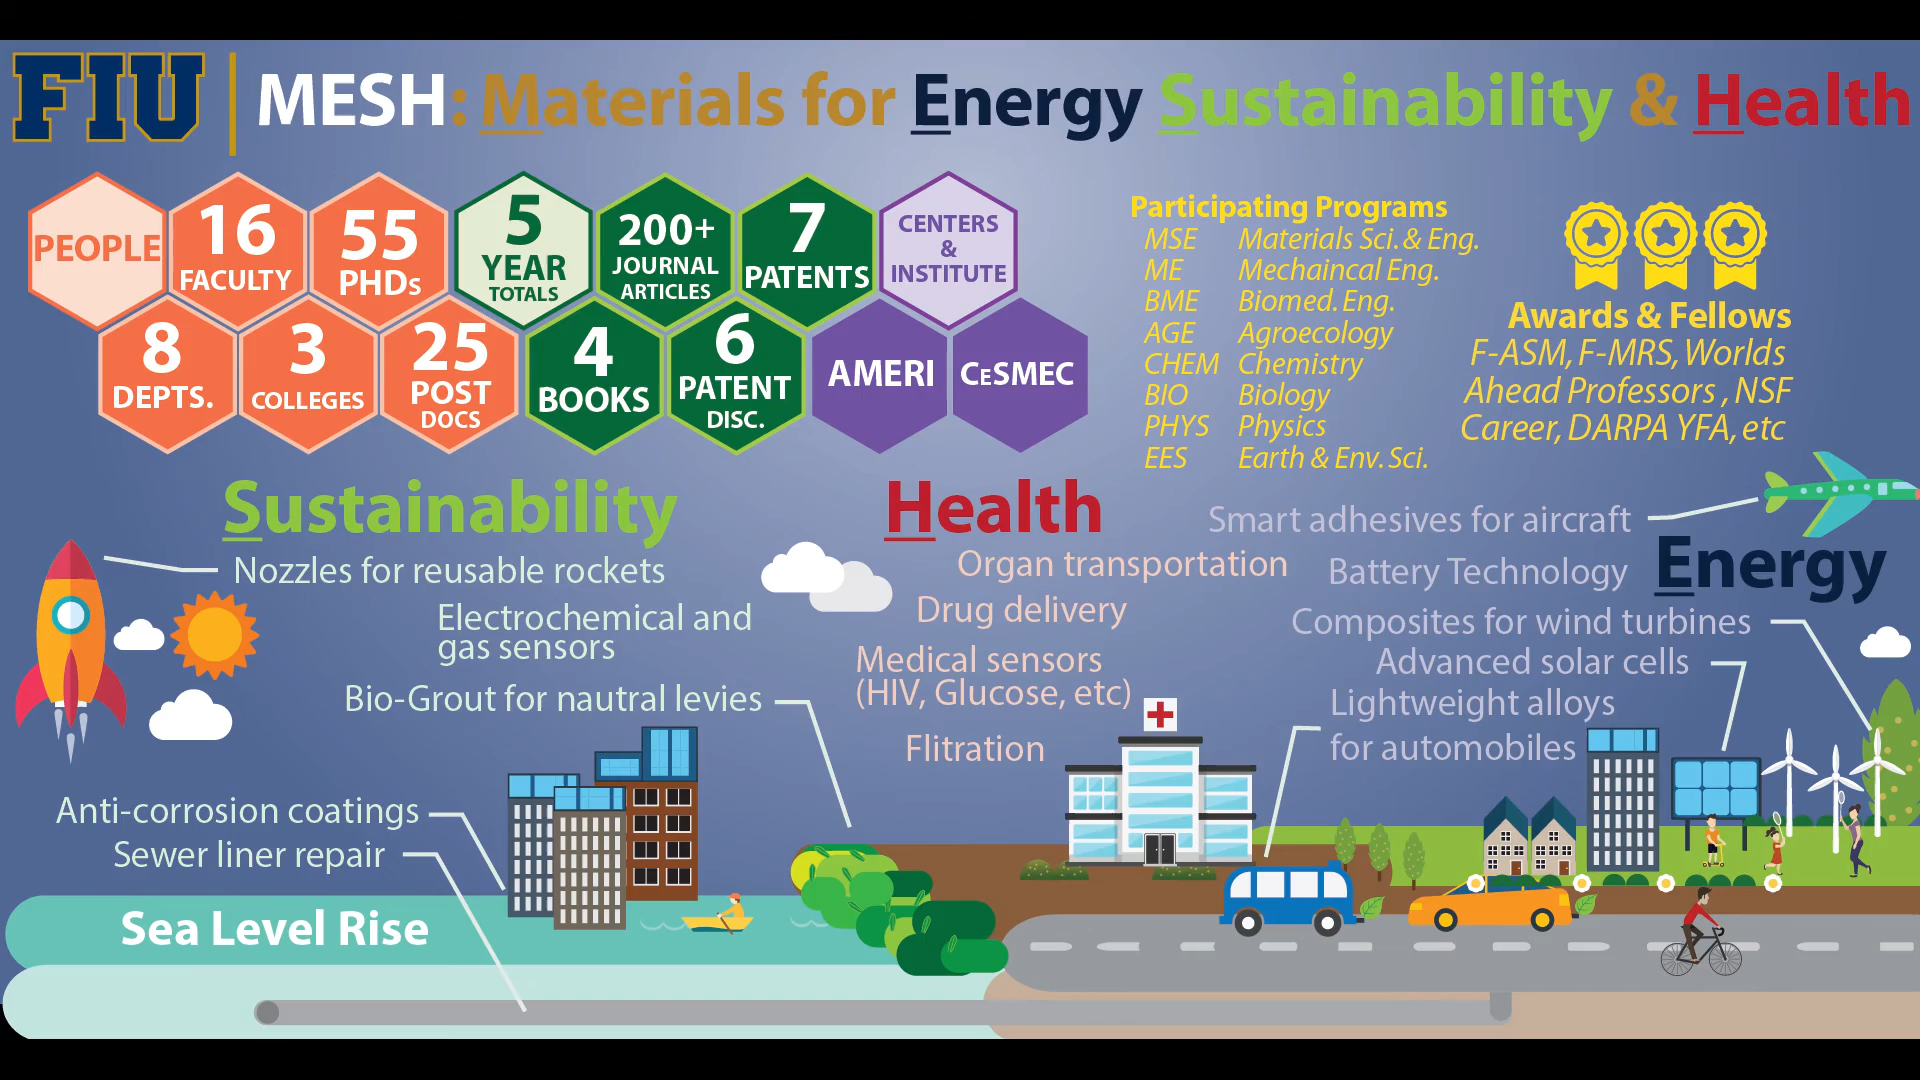 FIU
MESH: Materials for Energy Sustainability & Health
PEOPLE
16
FACULTY
55
PHDs
5
YEAR
TOTALS
200+
JOURNAL
ARTICLES
7
PATENTS
CENTERS
&
INSTITUTE
8
DEPTS.
3
COLLEGES
25
POST
DOCS
4
BOOKS
6
PATENT
DISC.
AMERI
CeSMEC
Participating Programs
MSE Materials Sci. & Eng.
ME Mechaincal Eng.
BME Biomed. Eng.
AGE Agroecology
CHEM Chemistry
BIO Biology
PHYS Physics
EES Earth & Env. Sci.
Awards & Fellows
F-ASM, F-MRS, Worlds
Ahead Professors , NSF
Career, DARPA YFA, etc
Sustainability
Nozzles for reusable rockets
Electrochemical and
gas sensors
Bio-Grout for nautral levies
Anti-corrosion coatings
Sewer liner repair
Sea Level Rise
Health
Organ transportation
Drug delivery
Medical sensors
(HIV, Glucose, etc)
Flitration
Energy
Smart adhesives for aircraft
Battery Technology
Composites for wind turbines
Advanced solar cells
Lightweight alloys
for automobiles